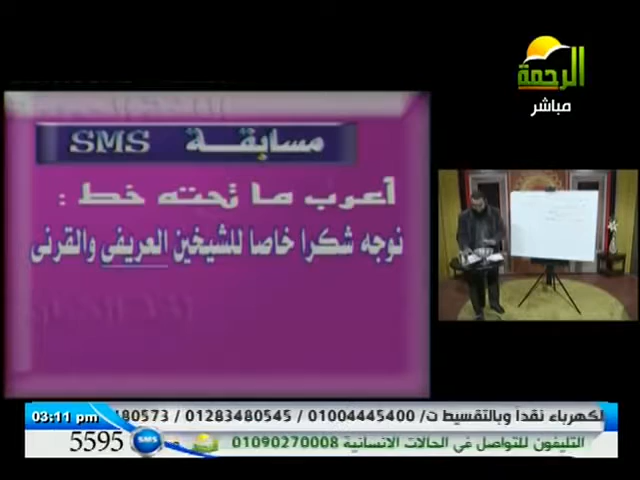 الرحمة
مباشر
مسابقة SMS
أعرب ما تحته خط :
نوجه شكرا خاصا للشيخين العريفى والقرنى
03:11 pm
لكهرباء نقداً وبالتقسيط ت/ 01004445400 / 01283480545 / 180573
5595 SMS
التليفون للتواصل فى الحالات الانسانية 01090270008